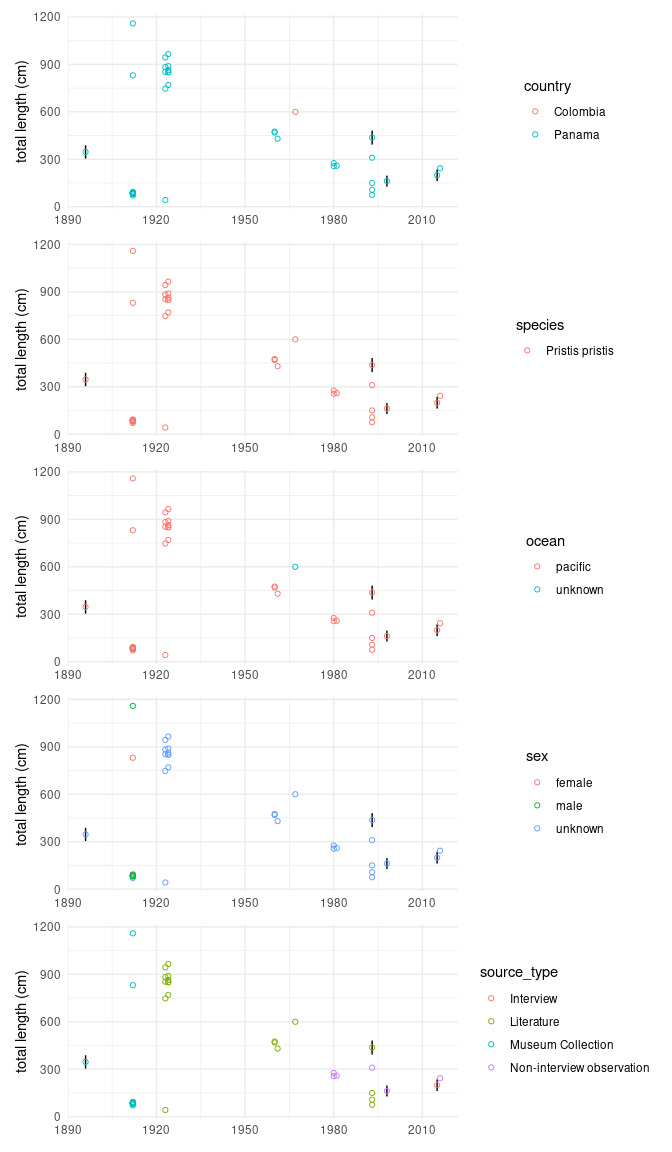 1200
900
600
300
0
total length (cm)
1890
1920
1950
1980
2010
country
Colombia
Panama
1200
900
600
300
0
total length (cm)
1890
1920
1950
1980
2010
species
Pristis pristis
1200
900
600
300
0
total length (cm)
1890
1920
1950
1980
2010
ocean
pacific
unknown
1200
900
600
300
0
total length (cm)
1890
1920
1950
1980
2010
sex
female
male
unknown
1200
900
600
300
0
total length (cm)
1890
1920
1950
1980
2010
source_type
Interview
Literature
Museum Collection
Non-interview observation